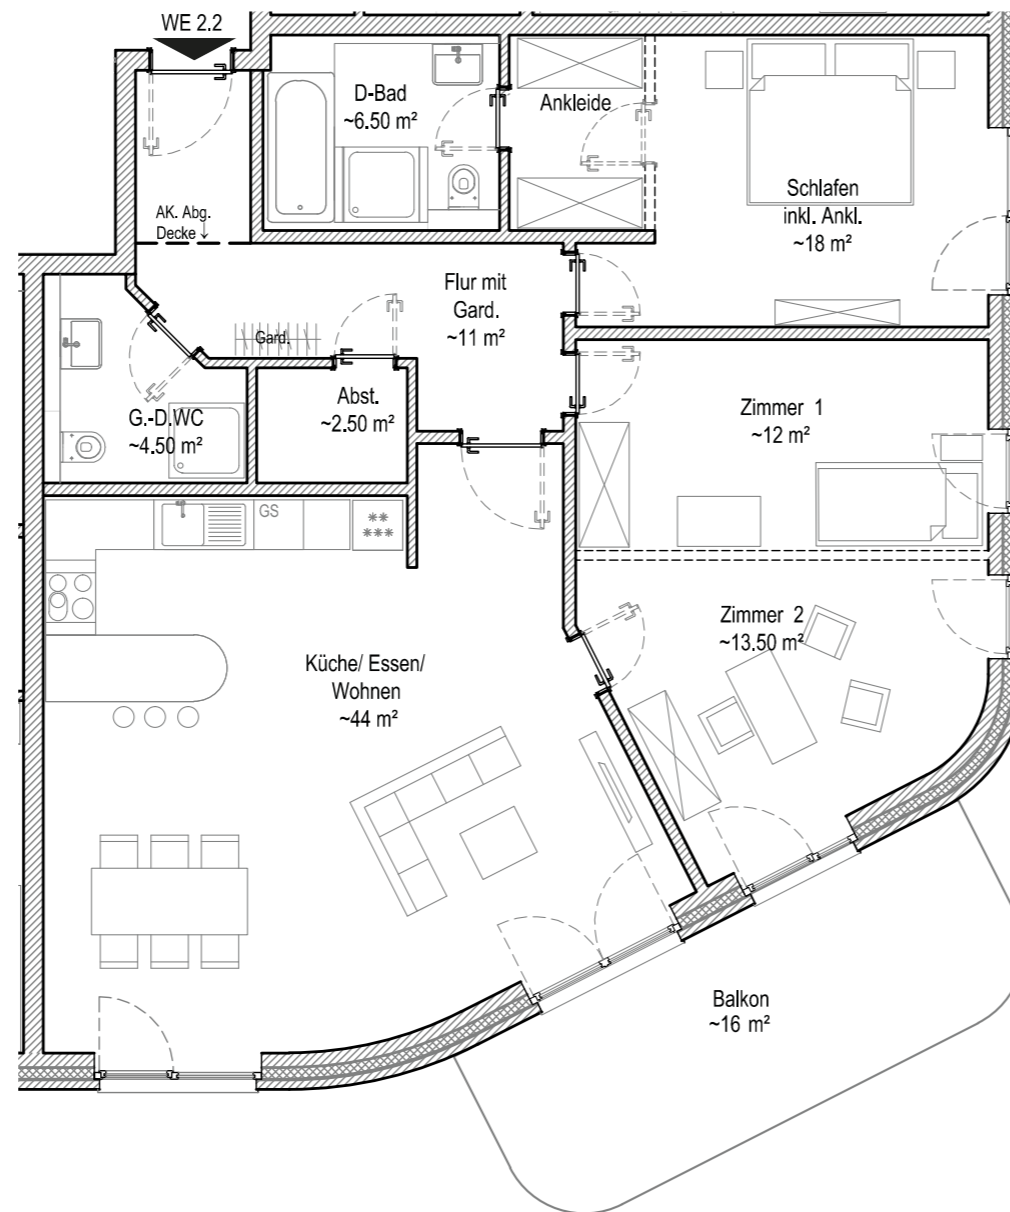 WE 2.2
D-Bad
~6.50 m²
Ankleide
Schlafen
inkl. Ankl.
~18 m²
AK. Abg.
Decke ↓
Flur mit
Gard.
~11 m²
Gard.
Abst.
~2.50 m²
G.-D.WC
~4.50 m²
Zimmer 1
~12 m²
GS
Zimmer 2
~13.50 m²
Küche/ Essen/
Wohnen
~44 m²
Balkon
~16 m²